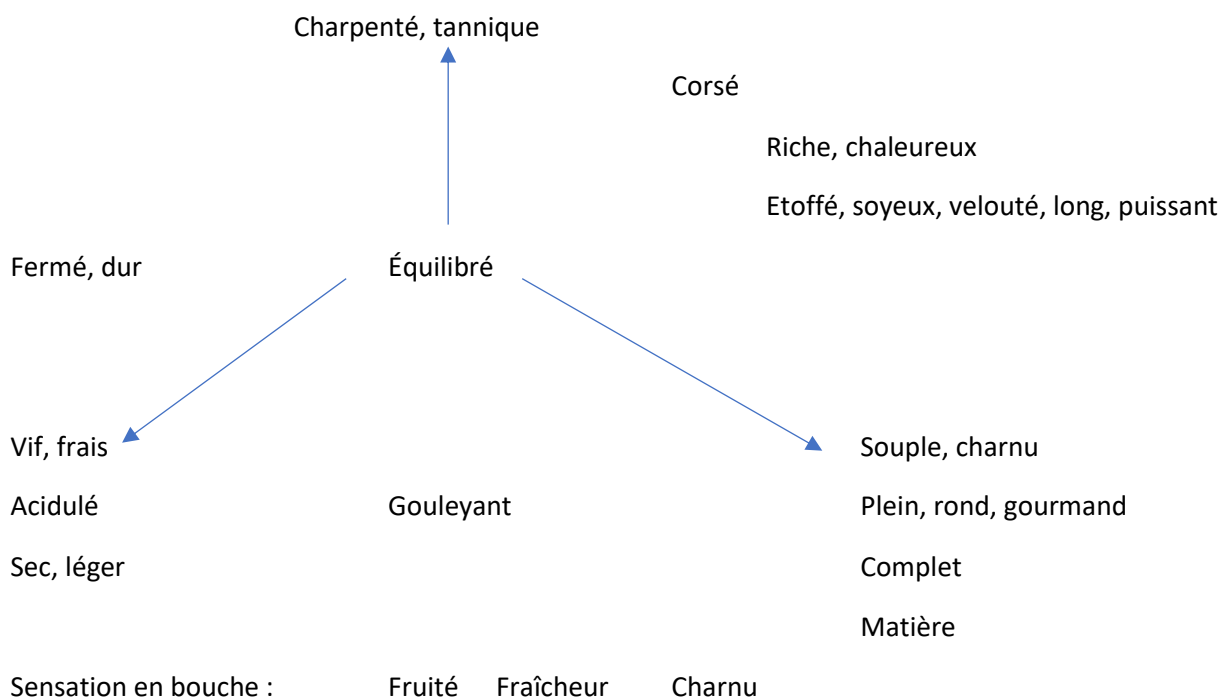 Charpenté, tannique
Corsé
Riche, chaleureux
Etoffé, soyeux, velouté, long, puissant
Fermé, dur Équilibré
Vif, frais Souple, charnu
Acidulé Gouleyant Plein, rond, gourmand
Sec, léger Complet
Matière
Sensation en bouche : Fruité Fraîcheur Charnu